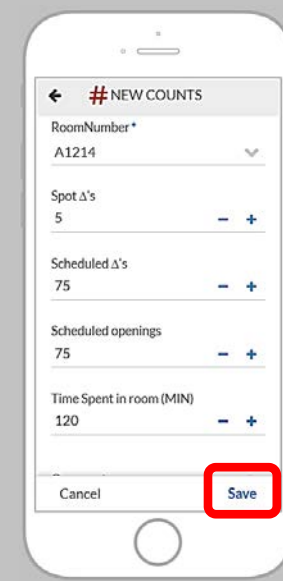 # NEW COUNTS
RoomNumber*
A1214
Spot Δ's
5
Scheduled Δ's
75
Scheduled openings
75
Time Spent in room (MIN)
120
Cancel
Save